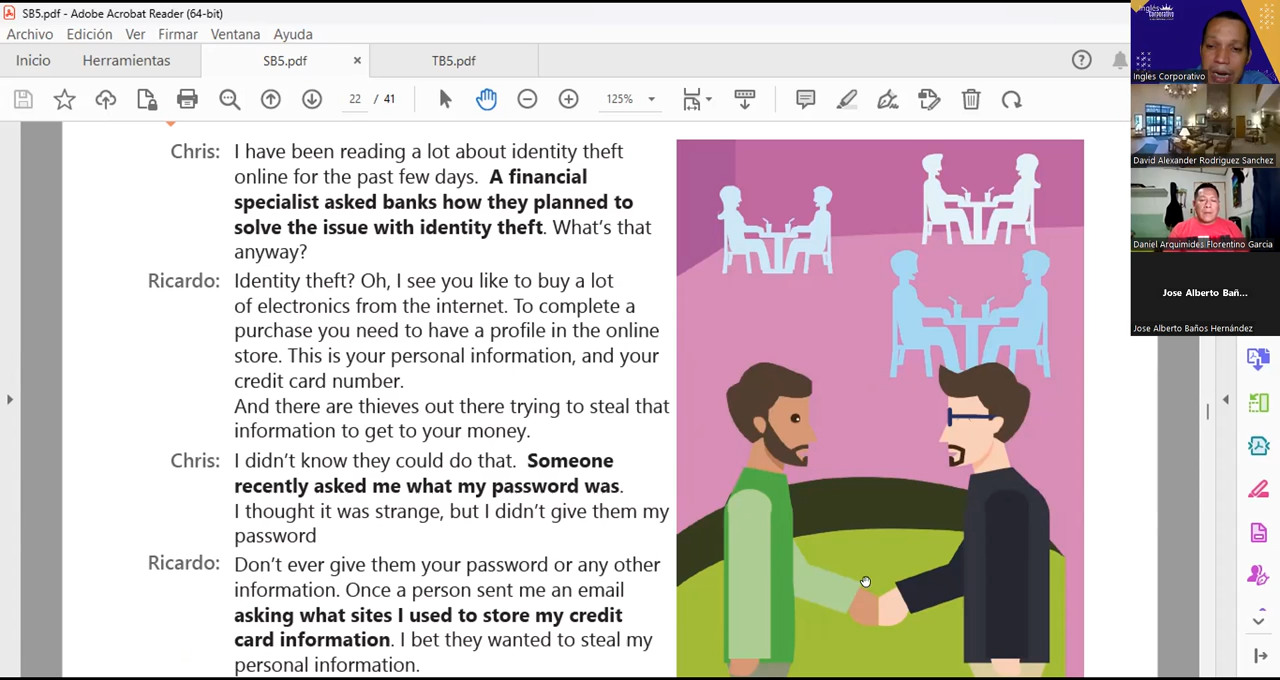 SB5.pdf - Adobe Acrobat Reader (64-bit)
Archivo Edición Ver Firmar Ventana Ayuda
Inicio Herramientas SB5.pdf × TB5.pdf
22 / 41 125%
Chris: I have been reading a lot about identity theft
online for the past few days. A financial
specialist asked banks how they planned to
solve the issue with identity theft. What's that
anyway?
Ricardo: Identity theft? Oh, I see you like to buy a lot
of electronics from the internet. To complete a
purchase you need to have a profile in the online
store. This is your personal information, and your
credit card number.
And there are thieves out there trying to steal that
information to get to your money.
Chris: I didn't know they could do that. Someone
recently asked me what my password was.
I thought it was strange, but I didn't give them my
password
Ricardo: Don't ever give them your password or any other
information. Once a person sent me an email
asking what sites I used to store my credit
card information. I bet they wanted to steal my
personal information.
Inglés
Corporativo
Ingles Corporativo
David Alexander Rodriguez Sanchez
Daniel Arquimides Florentino Garcia
Jose Alberto Bañ...
Jose Alberto Baños Hernández